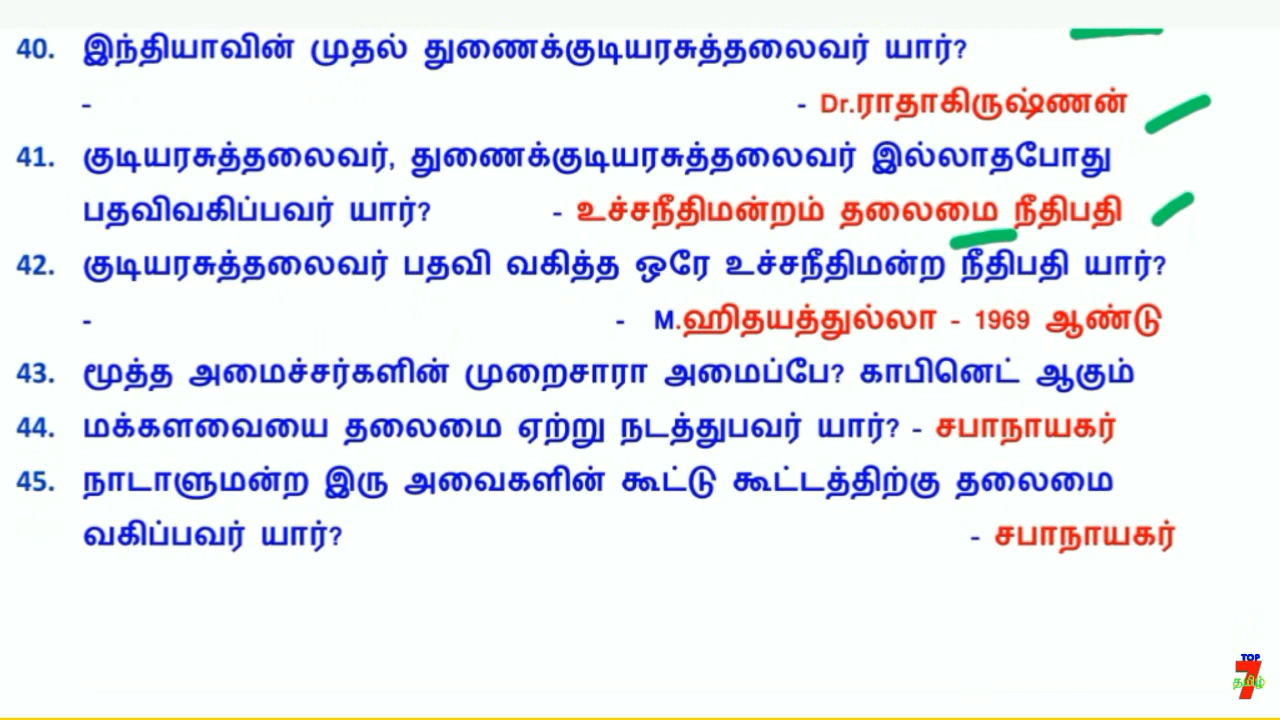 40. இந்தியாவின் முதல் துணைக்குடியரசுத்தலைவர் யார்?
- - Dr.ராதாகிருஷ்ணன்
41. குடியரசுத்தலைவர், துணைக்குடியரசுத்தலைவர் இல்லாதபோது
பதவிவகிப்பவர் யார்? - உச்சநீதிமன்றம் தலைமை நீதிபதி
42. குடியரசுத்தலைவர் பதவி வகித்த ஒரே உச்சநீதிமன்ற நீதிபதி யார்?
- - M.ஹிதயத்துல்லா - 1969 ஆண்டு
43. மூத்த அமைச்சர்களின் முறைசாரா அமைப்பே? காபினெட் ஆகும்
44. மக்களவையை தலைமை ஏற்று நடத்துபவர் யார்? - சபாநாயகர்
45. நாடாளுமன்ற இரு அவைகளின் கூட்டு கூட்டத்திற்கு தலைமை
வகிப்பவர் யார்? - சபாநாயகர்
TOP
7
தமிழ்